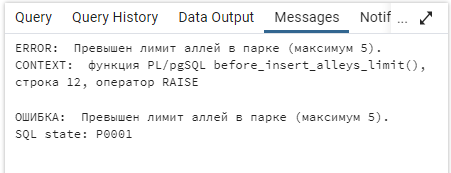 Query Query History Data Output Messages Notif ...
ERROR:  Превышен лимит аллей в парке (максимум 5).
CONTEXT:  функция PL/pgSQL before_insert_alleys_limit(),
строка 12, оператор RAISE
ОШИБКА:  Превышен лимит аллей в парке (максимум 5).
SQL state: P0001